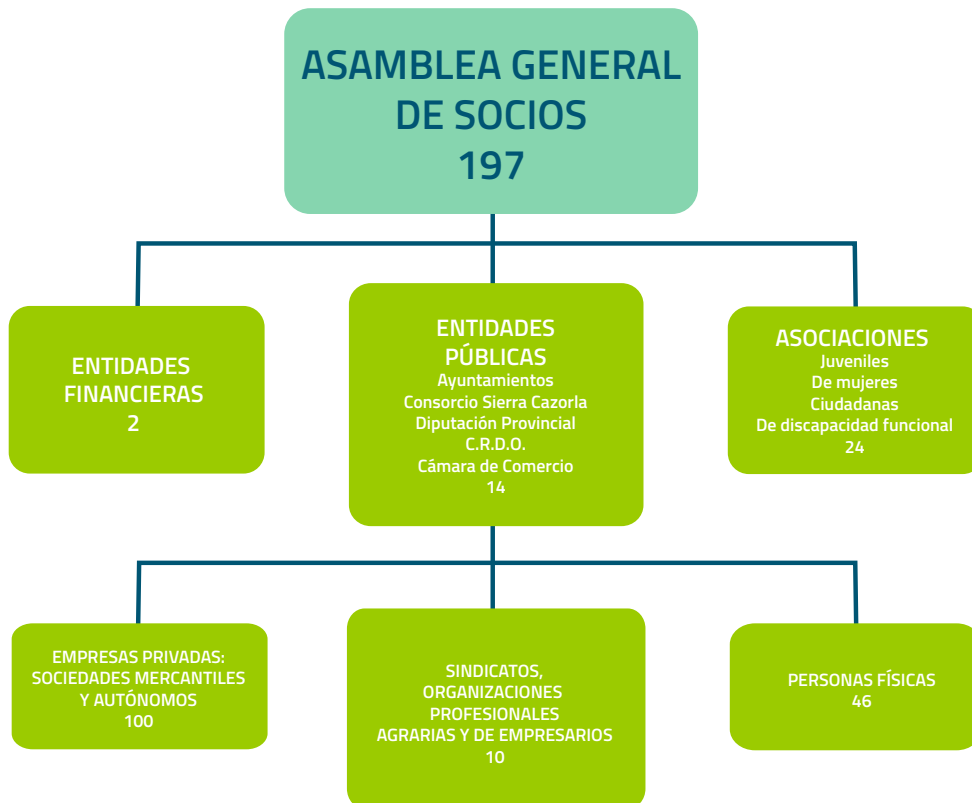 ASAMBLEA GENERAL
DE SOCIOS
197
ENTIDADES
FINANCIERAS
2
ENTIDADES
PÚBLICAS
Ayuntamientos
Consorcio Sierra Cazorla
Diputación Provincial
C.R.D.O.
Cámara de Comercio
14
ASOCIACIONES
Juveniles
De mujeres
Ciudadanas
De discapacidad funcional
24
EMPRESAS PRIVADAS:
SOCIEDADES MERCANTILES
Y AUTÓNOMOS
100
SINDICATOS,
ORGANIZACIONES
PROFESIONALES
AGRARIAS Y DE EMPRESARIOS
10
PERSONAS FÍSICAS
46